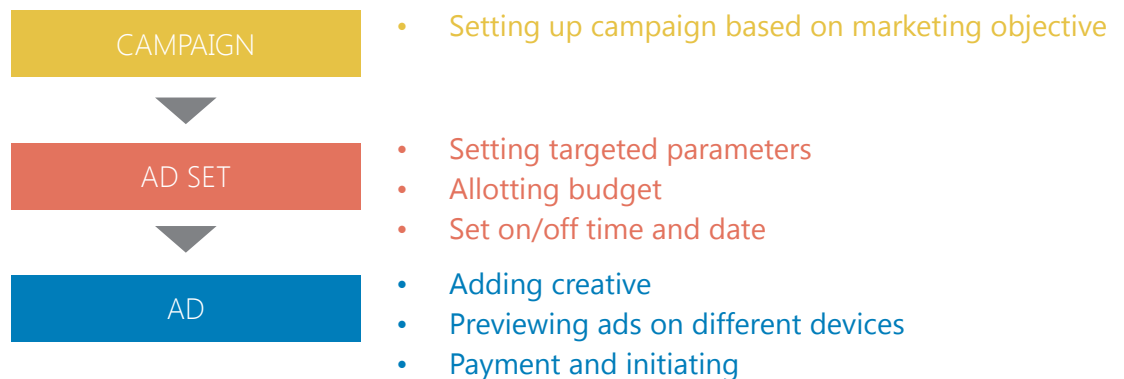 CAMPAIGN
• Setting up campaign based on marketing objective
AD SET
• Setting targeted parameters
• Allotting budget
• Set on/off time and date
AD
• Adding creative
• Previewing ads on different devices
• Payment and initiating